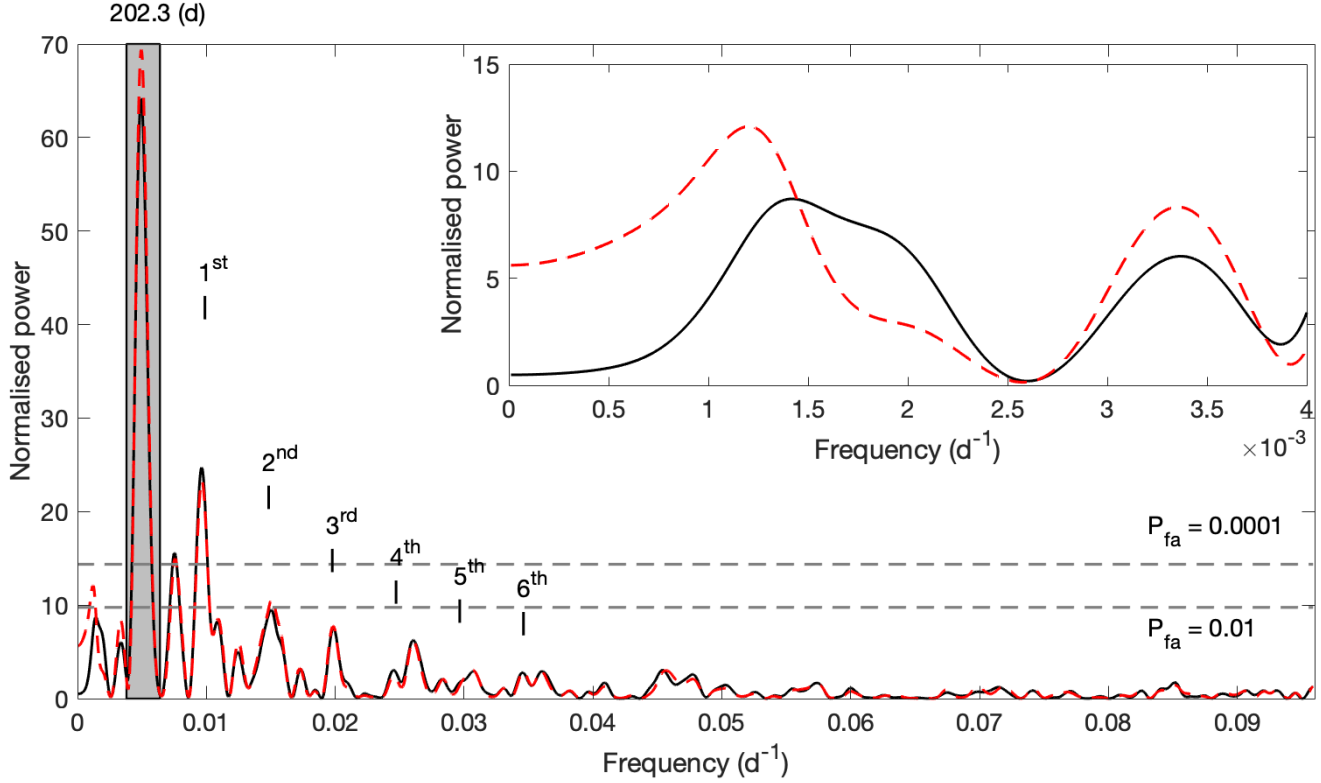 202.3 (d)
Normalised power
70
60
50
40
30
20
10
0
1st
2nd
3rd
4th
5th
6th
Pfa = 0.0001
Pfa = 0.01
0 0.01 0.02 0.03 0.04 0.05 0.06 0.07 0.08 0.09
Frequency (d-1)
Normalised power
15
10
5
0
0 0.5 1 1.5 2 2.5 3 3.5 4
Frequency (d-1)
×10-3